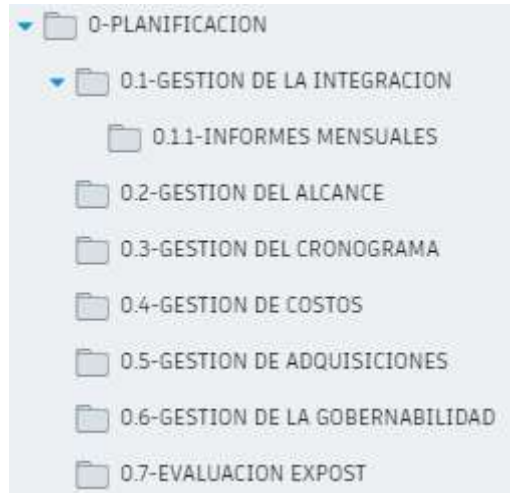 0-PLANIFICACION
0.1-GESTION DE LA INTEGRACION
0.1.1-INFORMES MENSUALES
0.2-GESTION DEL ALCANCE
0.3-GESTION DEL CRONOGRAMA
0.4-GESTION DE COSTOS
0.5-GESTION DE ADQUISICIONES
0.6-GESTION DE LA GOBERNABILIDAD
0.7-EVALUACION EXPOST